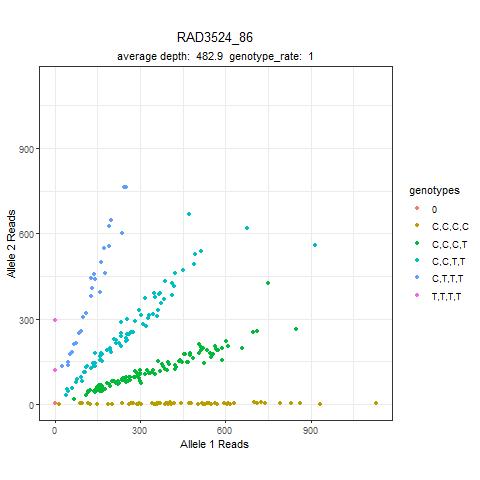 RAD3524_86
average depth: 482.9 genotype_rate: 1
Allele 2 Reads
900
600
300
0
0
300
600
900
Allele 1 Reads
genotypes
0
C,C,C,C
C,C,C,T
C,C,T,T
C,T,T,T
T,T,T,T